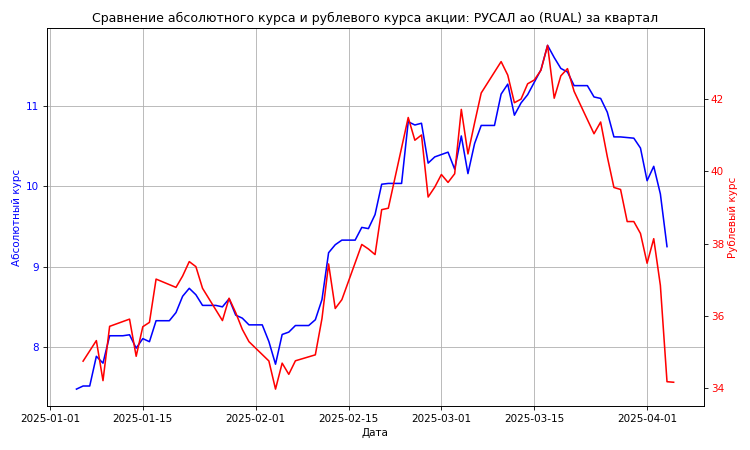 Сравнение абсолютного курса и рублевого курса акции: РУСАЛ ао (RUAL) за квартал
Абсолютный курс
11
10
9
8
42
40
38
36
34
Рублевый курс
2025-01-01 2025-01-15 2025-02-01 2025-02-15 2025-03-01 2025-03-15 2025-04-01
Дата